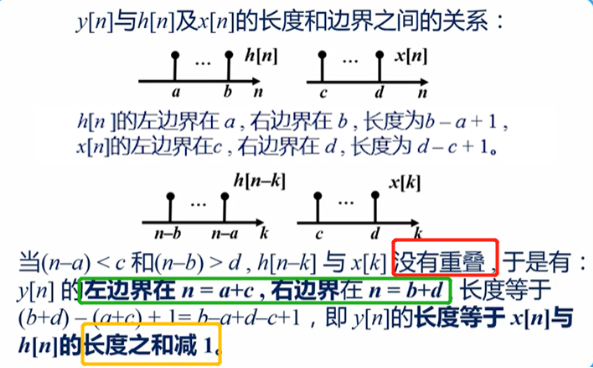 y[n]与h[n]及x[n]的长度和边界之间的关系：
... h[n] ... x[n]
a b n c d n
h[n ]的左边界在 a , 右边界在 b , 长度为b – a + 1 ,
x[n]的左边界在c , 右边界在 d , 长度为 d – c + 1。
... h[n–k] ... x[k]
n–b n–a k c d k
当(n–a) < c 和(n–b) > d , h[n–k] 与 x[k] 没有重叠 , 于是有：
y[n] 的左边界在 n = a+c , 右边界在 n = b+d , 长度等于
(b+d) – (a+c) + 1= b–a+d–c+1，即 y[n]的长度等于 x[n]与
h[n]的长度之和减 1。